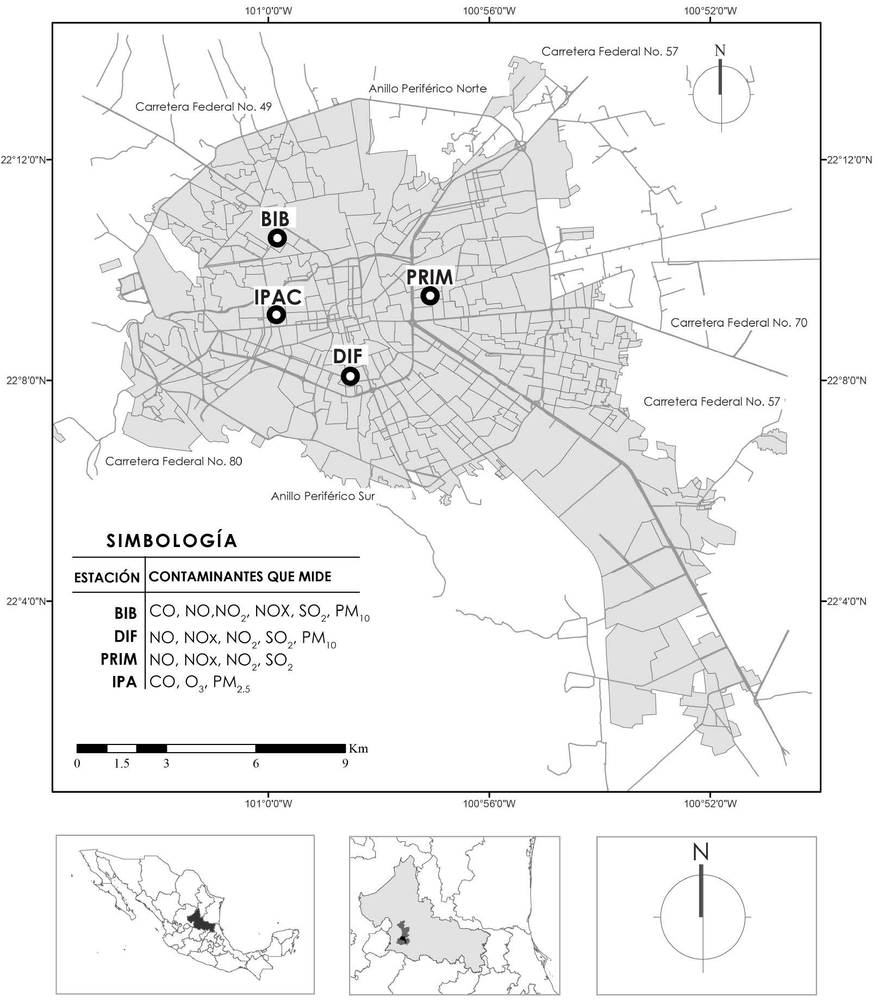 101°0'0"W 100°56'0"W 100°52'0"W
Carretera Federal No. 57
N
Anillo Periférico Norte
Carretera Federal No. 49
22°12'0"N 22°12'0"N
BIB
PRIM
IPAC
Carretera Federal No. 70
DIF
22°8'0"N 22°8'0"N
Carretera Federal No. 57
Carretera Federal No. 80
Anillo Periférico Sur
SIMBOLOGÍA
ESTACIÓN CONTAMINANTES QUE MIDE
22°4'0"N 22°4'0"N
BIB CO, NO,NO2, NOX, SO2, PM10
DIF NO, NOx, NO2, SO2, PM10
PRIM NO, NOx, NO2, SO2
IPA CO, O3, PM2.5
Km
0 1.5 3 6 9
101°0'0"W 100°56'0"W 100°52'0"W
N